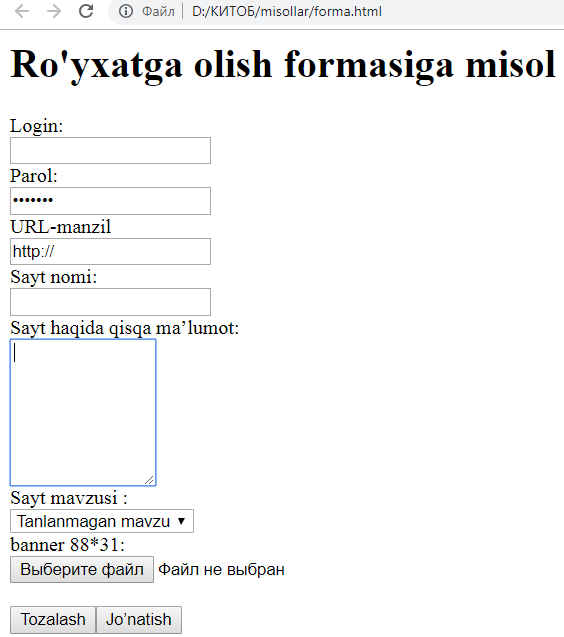 Файл D:/КИТОБ/misollar/forma.html
Ro'yxatga olish formasiga misol
Login:
Parol:
•••••••
URL-manzil
http://
Sayt nomi:
Sayt haqida qisqa ma’lumot:
Sayt mavzusi :
Tanlanmagan mavzu
banner 88*31:
Выберите файл Файл не выбран
Tozalash Jo’natish